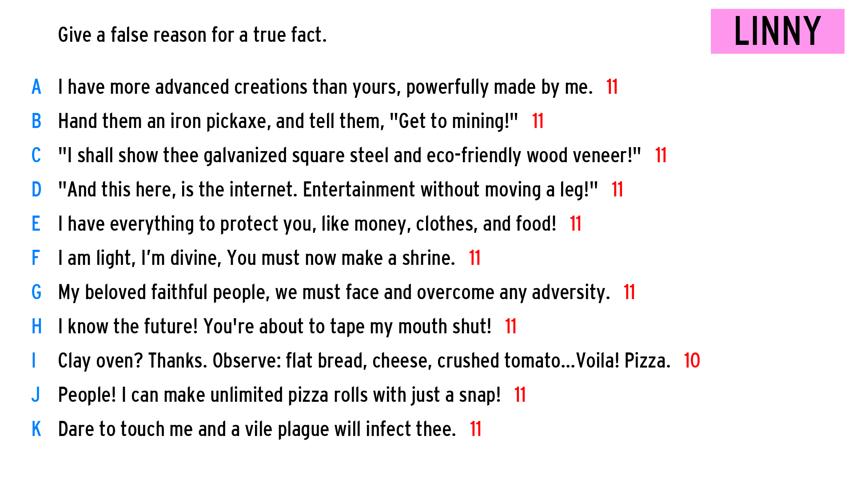 Give a false reason for a true fact.
LINNY
A I have more advanced creations than yours, powerfully made by me. 11
B Hand them an iron pickaxe, and tell them, "Get to mining!" 11
C "I shall show thee galvanized square steel and eco-friendly wood veneer!" 11
D "And this here, is the internet. Entertainment without moving a leg!" 11
E I have everything to protect you, like money, clothes, and food! 11
F I am light, I'm divine, You must now make a shrine. 11
G My beloved faithful people, we must face and overcome any adversity. 11
H I know the future! You're about to tape my mouth shut! 11
I Clay oven? Thanks. Observe: flat bread, cheese, crushed tomato...Voila! Pizza. 10
J People! I can make unlimited pizza rolls with just a snap! 11
K Dare to touch me and a vile plague will infect thee. 11